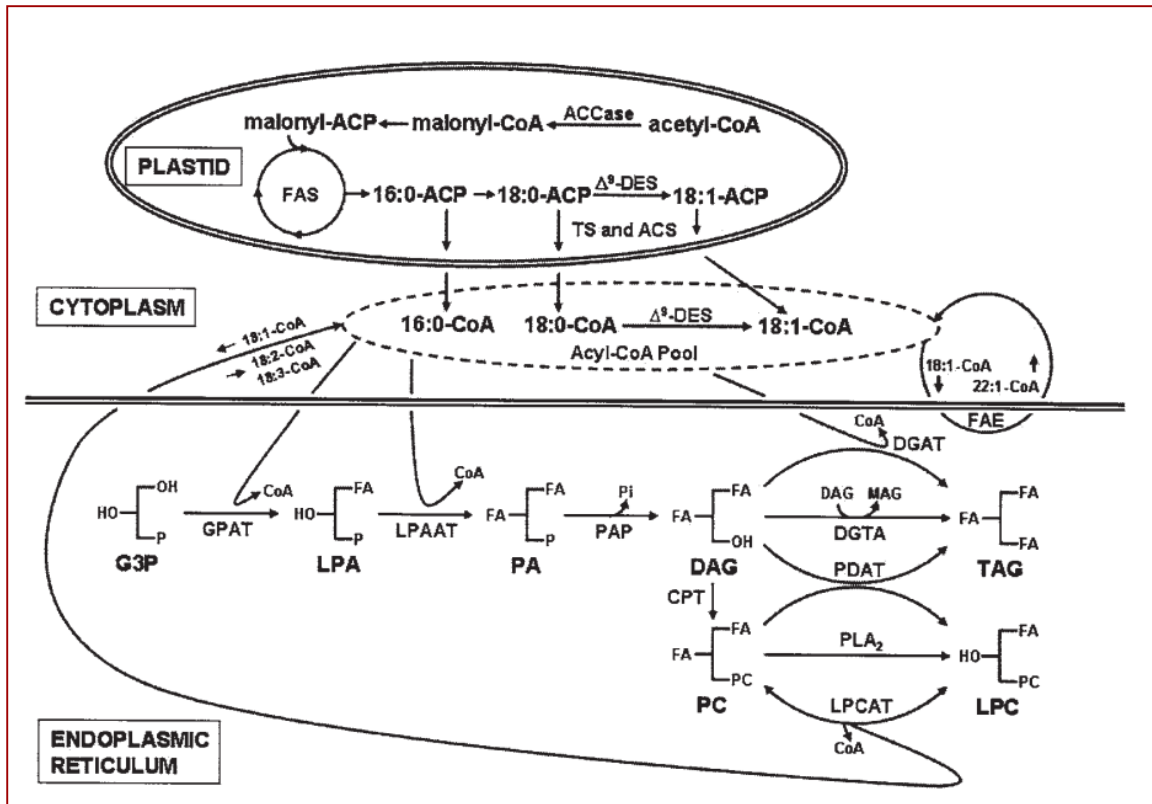 ACCase
malonyl-ACP malonyl-CoA acetyl-CoA
PLASTID
FAS 16:0-ACP 18:0-ACP Δ⁹-DES 18:1-ACP
TS and ACS
CYTOPLASM
16:0-CoA 18:0-CoA Δ⁹-DES 18:1-CoA
Acyl-CoA Pool
18:1-CoA
18:2-CoA
18:3-CoA
18:1-CoA
22:1-CoA
FAE
CoA DGAT
OH FA FA FA FA
CoA CoA Pi DAG MAG
HO HO FA FA FA
GPAT LPAAT PAP DGTA
P P P OH FA
G3P LPA PA DAG PDAT TAG
CPT
FA FA
FA PLA₂ HO
PC PC
PC LPCAT LPC
CoA
ENDOPLASMIC
RETICULUM